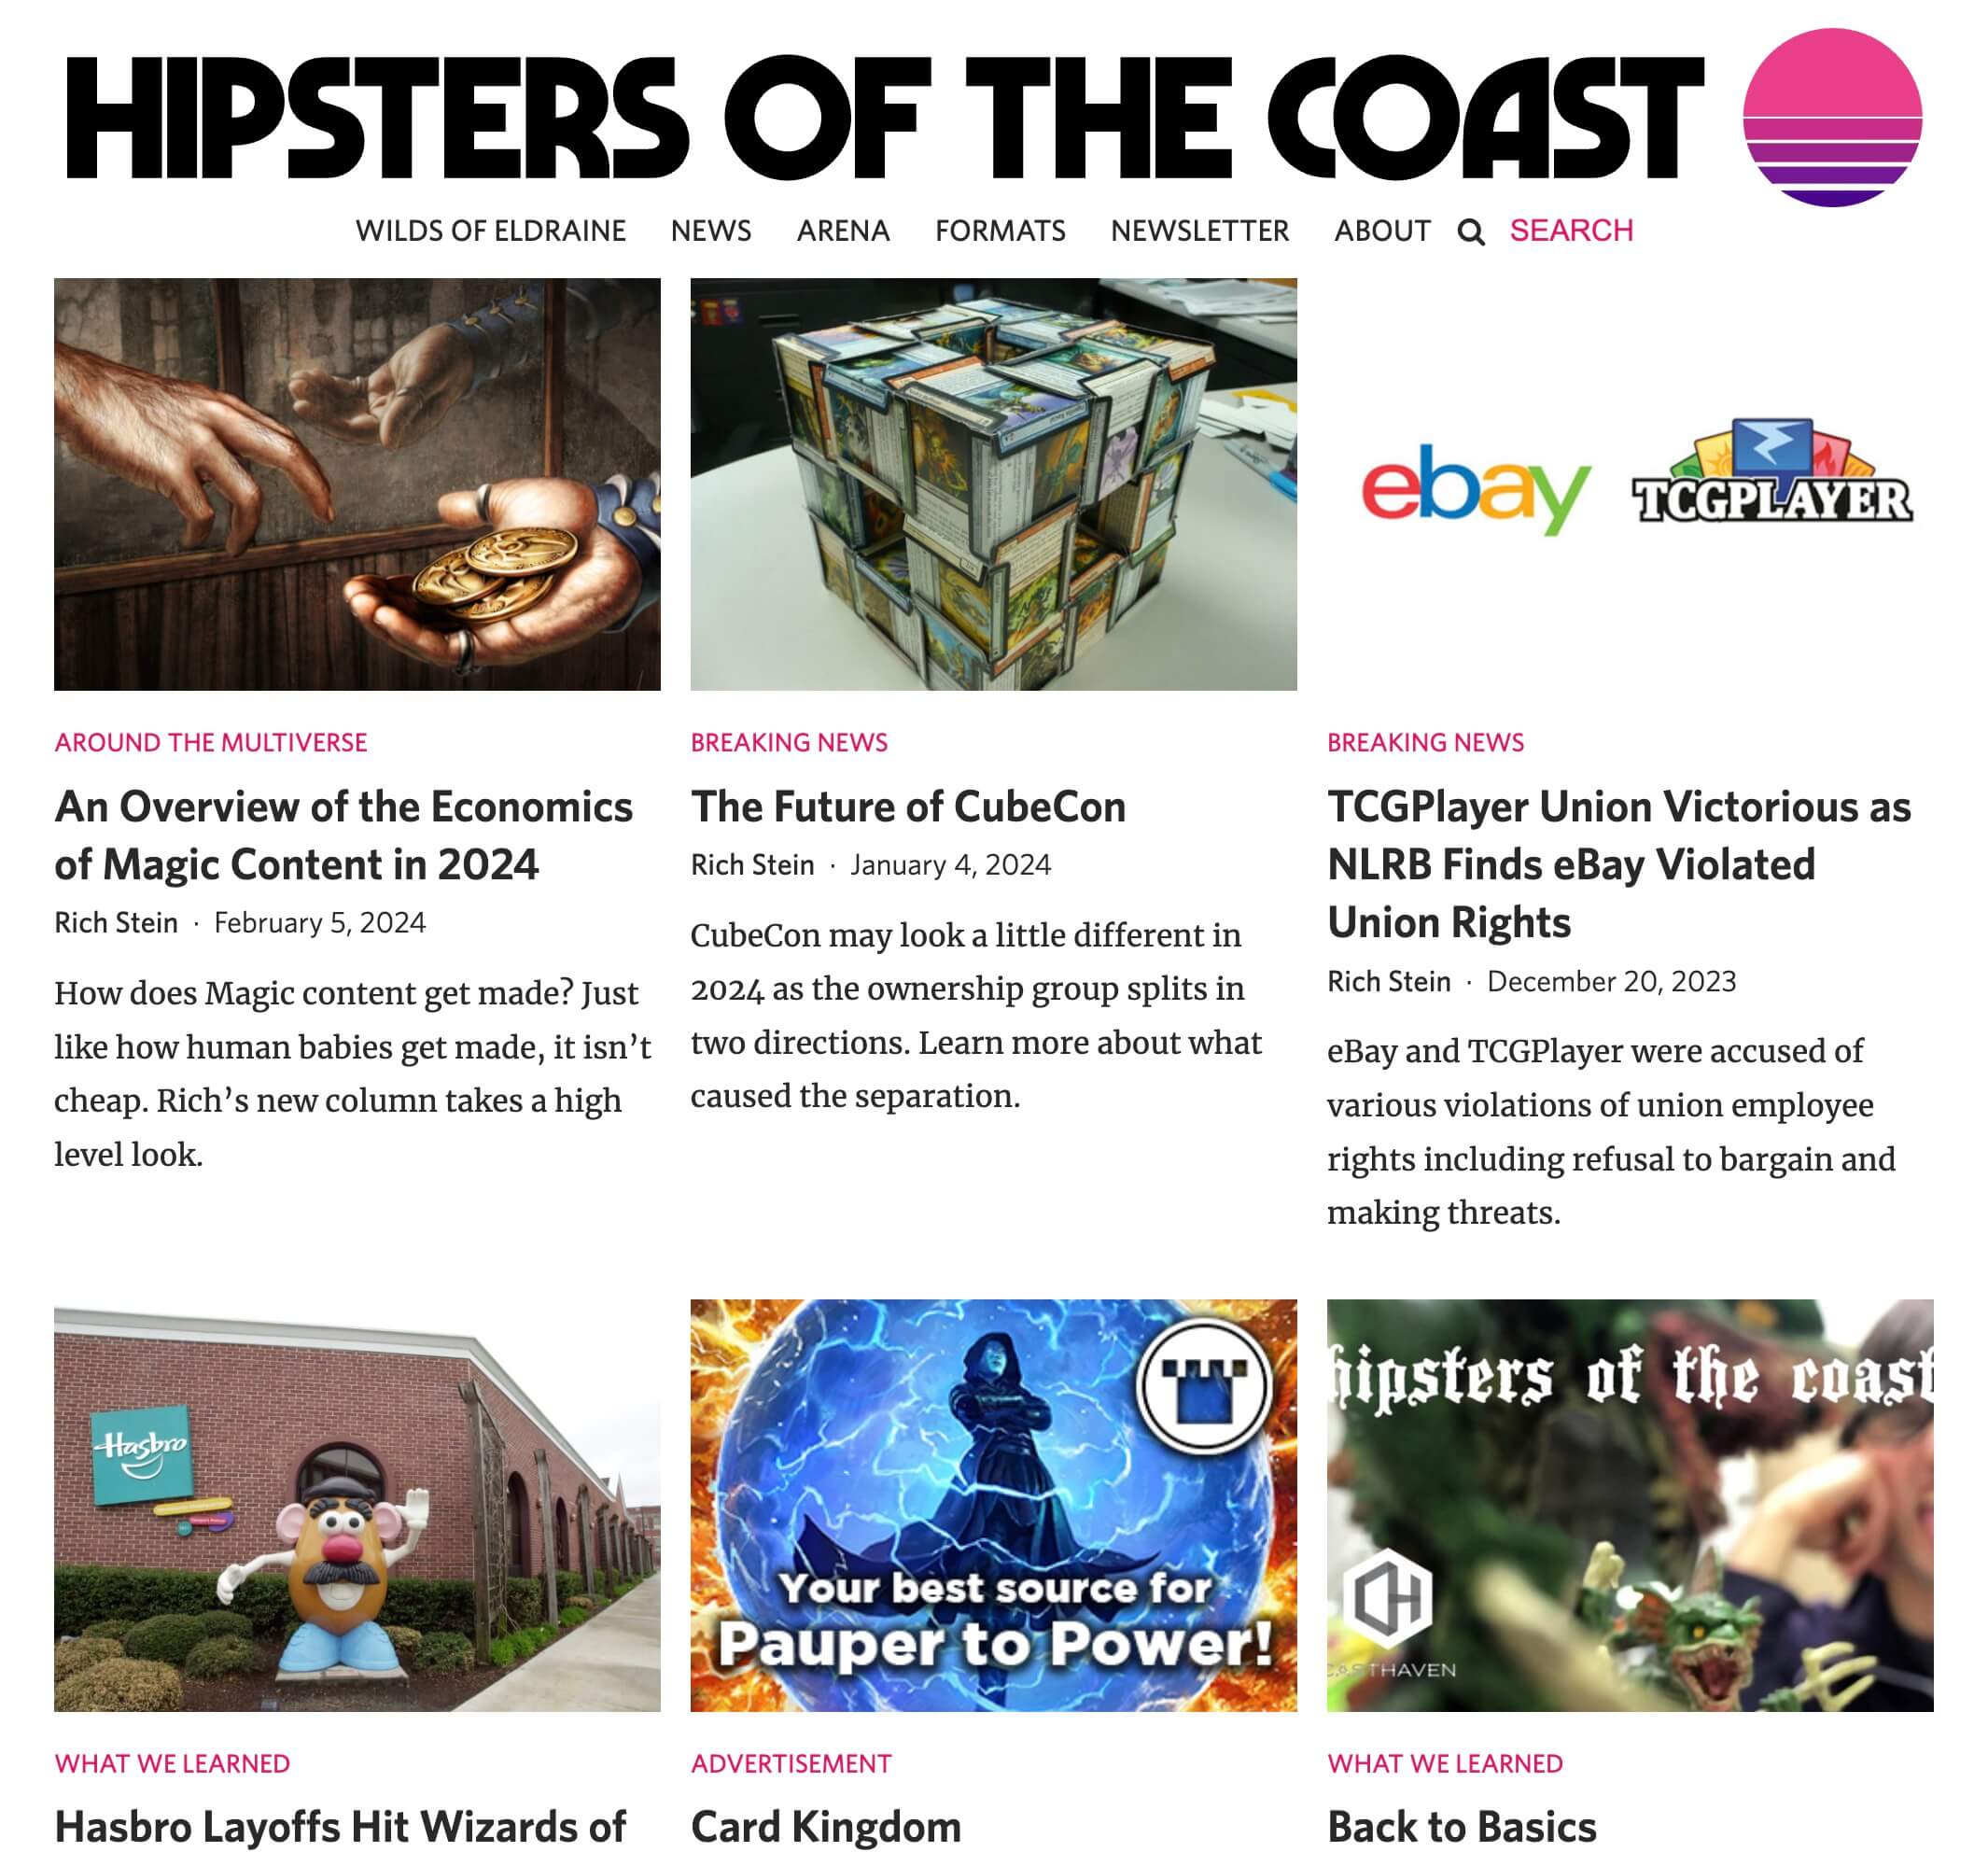 HIPSTERS OF THE COAST
WILDS OF ELDRAINE NEWS ARENA FORMATS NEWSLETTER ABOUT SEARCH
ebay TCGPLAYER
AROUND THE MULTIVERSE
An Overview of the Economics
of Magic Content in 2024
Rich Stein · February 5, 2024
How does Magic content get made? Just
like how human babies get made, it isn’t
cheap. Rich’s new column takes a high
level look.
BREAKING NEWS
The Future of CubeCon
Rich Stein · January 4, 2024
CubeCon may look a little different in
2024 as the ownership group splits in
two directions. Learn more about what
caused the separation.
BREAKING NEWS
TCGPlayer Union Victorious as
NLRB Finds eBay Violated
Union Rights
Rich Stein · December 20, 2023
eBay and TCGPlayer were accused of
various violations of union employee
rights including refusal to bargain and
making threats.
Hasbro
WHAT WE LEARNED
Hasbro Layoffs Hit Wizards of
Your best source for
Pauper to Power!
ADVERTISEMENT
Card Kingdom
hipsters of the coast
CH
WHAT WE LEARNED
Back to Basics